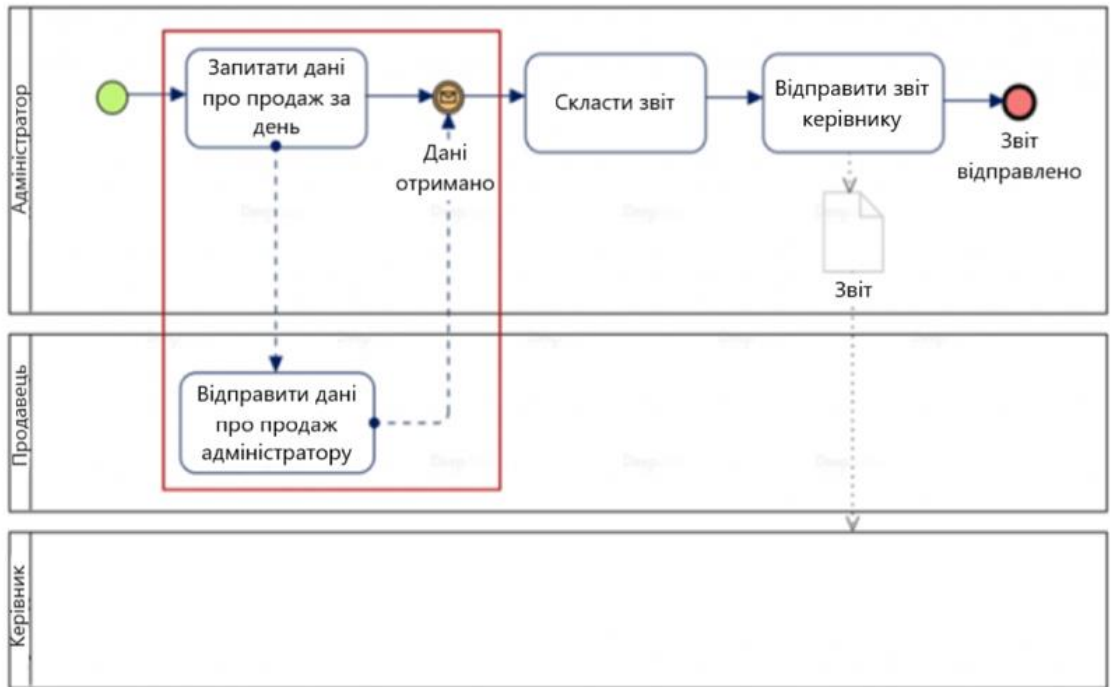 Адміністратор
Запитати дані
про продаж за
день
Дані
отримано
Скласти звіт
Відправити звіт
керівнику
Звіт
відправлено
Звіт
Продавець
Відправити дані
про продаж
адміністратору
Керівник